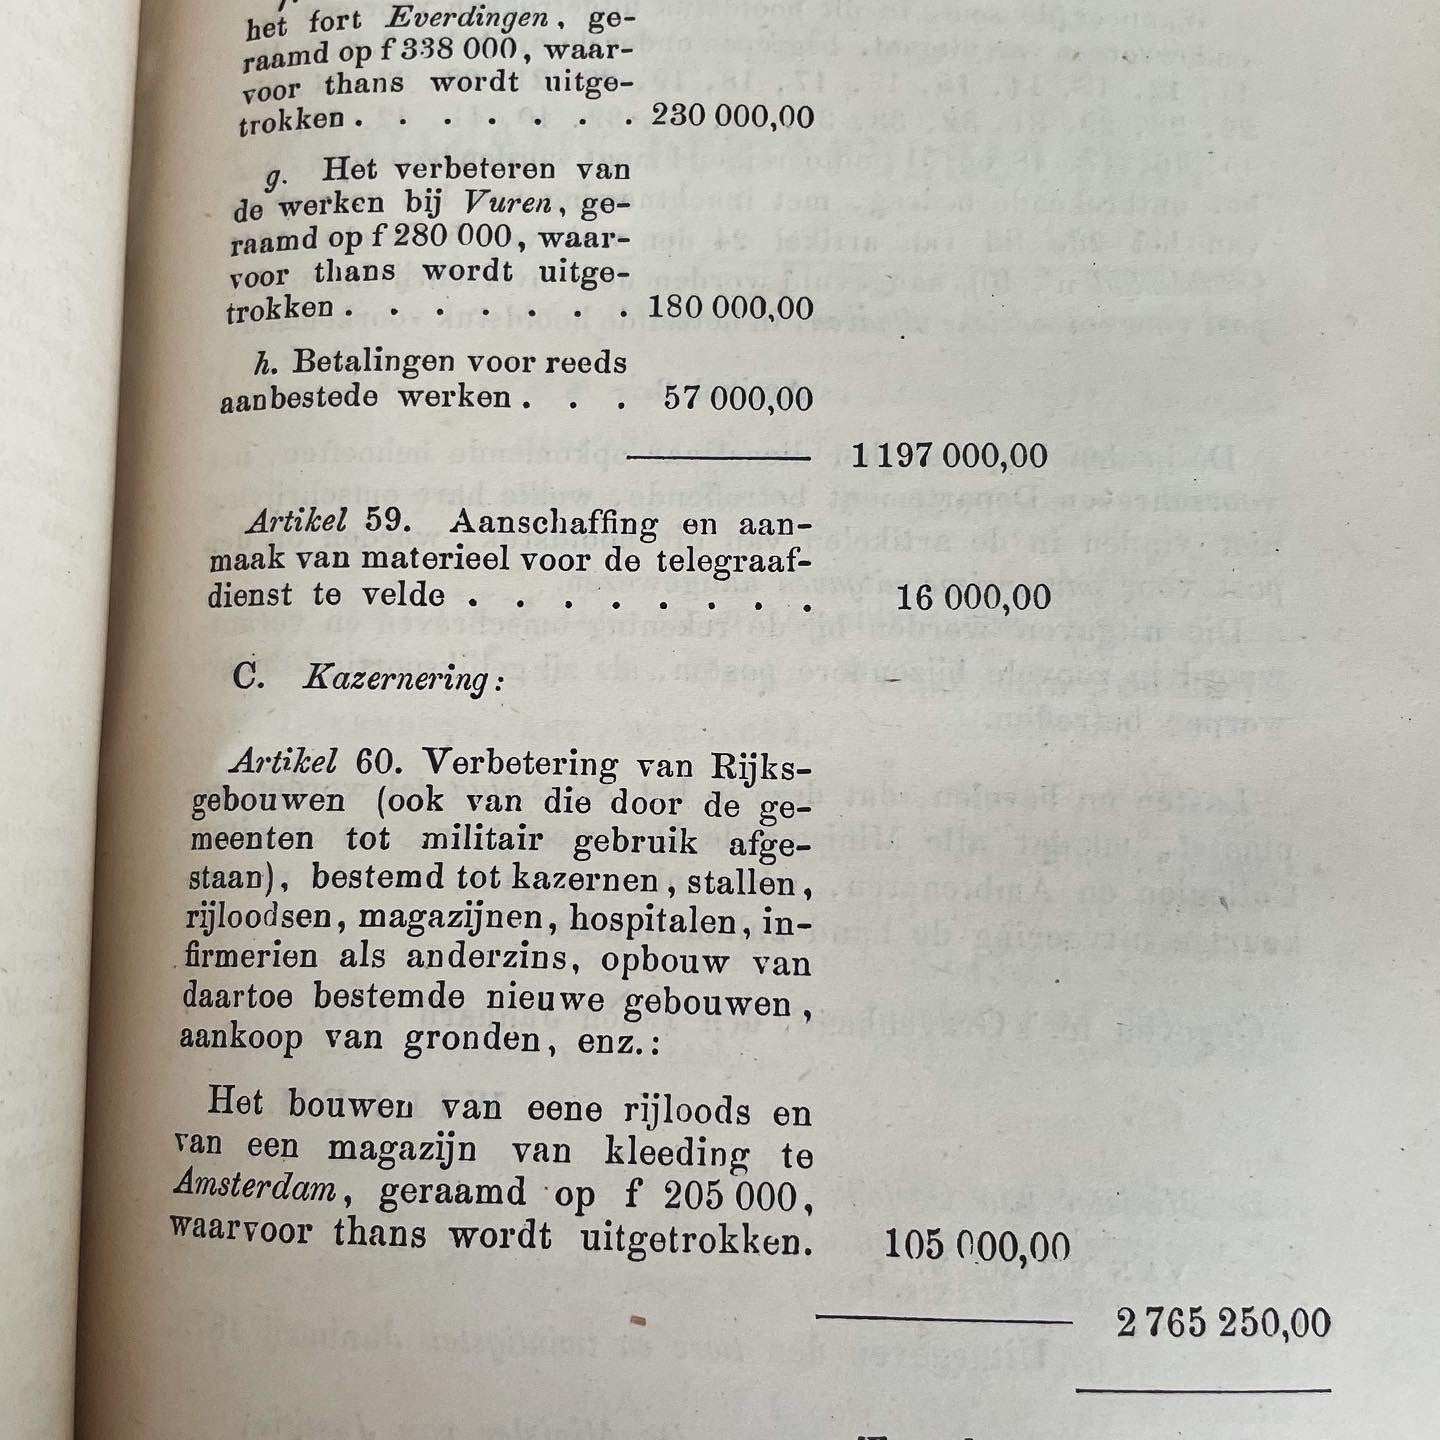 het fort Everdingen, ge-
raamd op f 338 000, waar-
voor thans wordt uitge-
trokken . . . . . . . 230 000,00
g. Het verbeteren van
de werken bij Vuren, ge-
raamd op f 280 000, waar-
voor thans wordt uitge-
trokken . . . . . . . 180 000,00
h. Betalingen voor reeds
aanbestede werken . . . 57 000,00
1 197 000,00
Artikel 59. Aanschaffing en aan-
maak van materieel voor de telegraaf-
dienst te velde . . . . . . . . 16 000,00
C. Kazernering:
Artikel 60. Verbetering van Rijks-
gebouwen (ook van die door de ge-
meenten tot militair gebruik afge-
staan), bestemd tot kazernen, stallen,
rijloodsen, magazijnen, hospitalen, in-
firmerien als anderzins, opbouw van
daartoe bestemde nieuwe gebouwen,
aankoop van gronden, enz.:
Het bouwen van eene rijloods en
van een magazijn van kleeding te
Amsterdam, geraamd op f 205 000,
waarvoor thans wordt uitgetrokken. 105 000,00
2 765 250,00